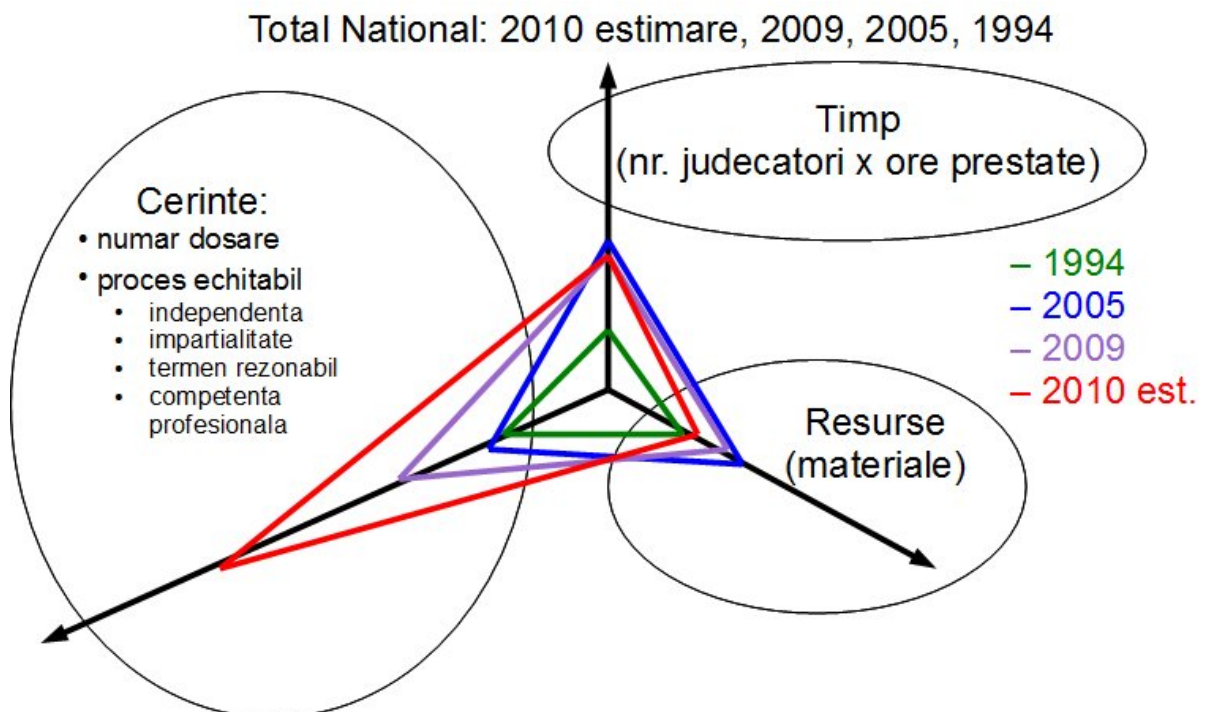 Total National: 2010 estimare, 2009, 2005, 1994
Timp
(nr. judecatori x ore prestate)
Cerinte:
• numar dosare
• proces echitabil
• independenta
• impartialitate
• termen rezonabil
• competenta
profesionala
– 1994
– 2005
– 2009
– 2010 est.
Resurse
(materiale)